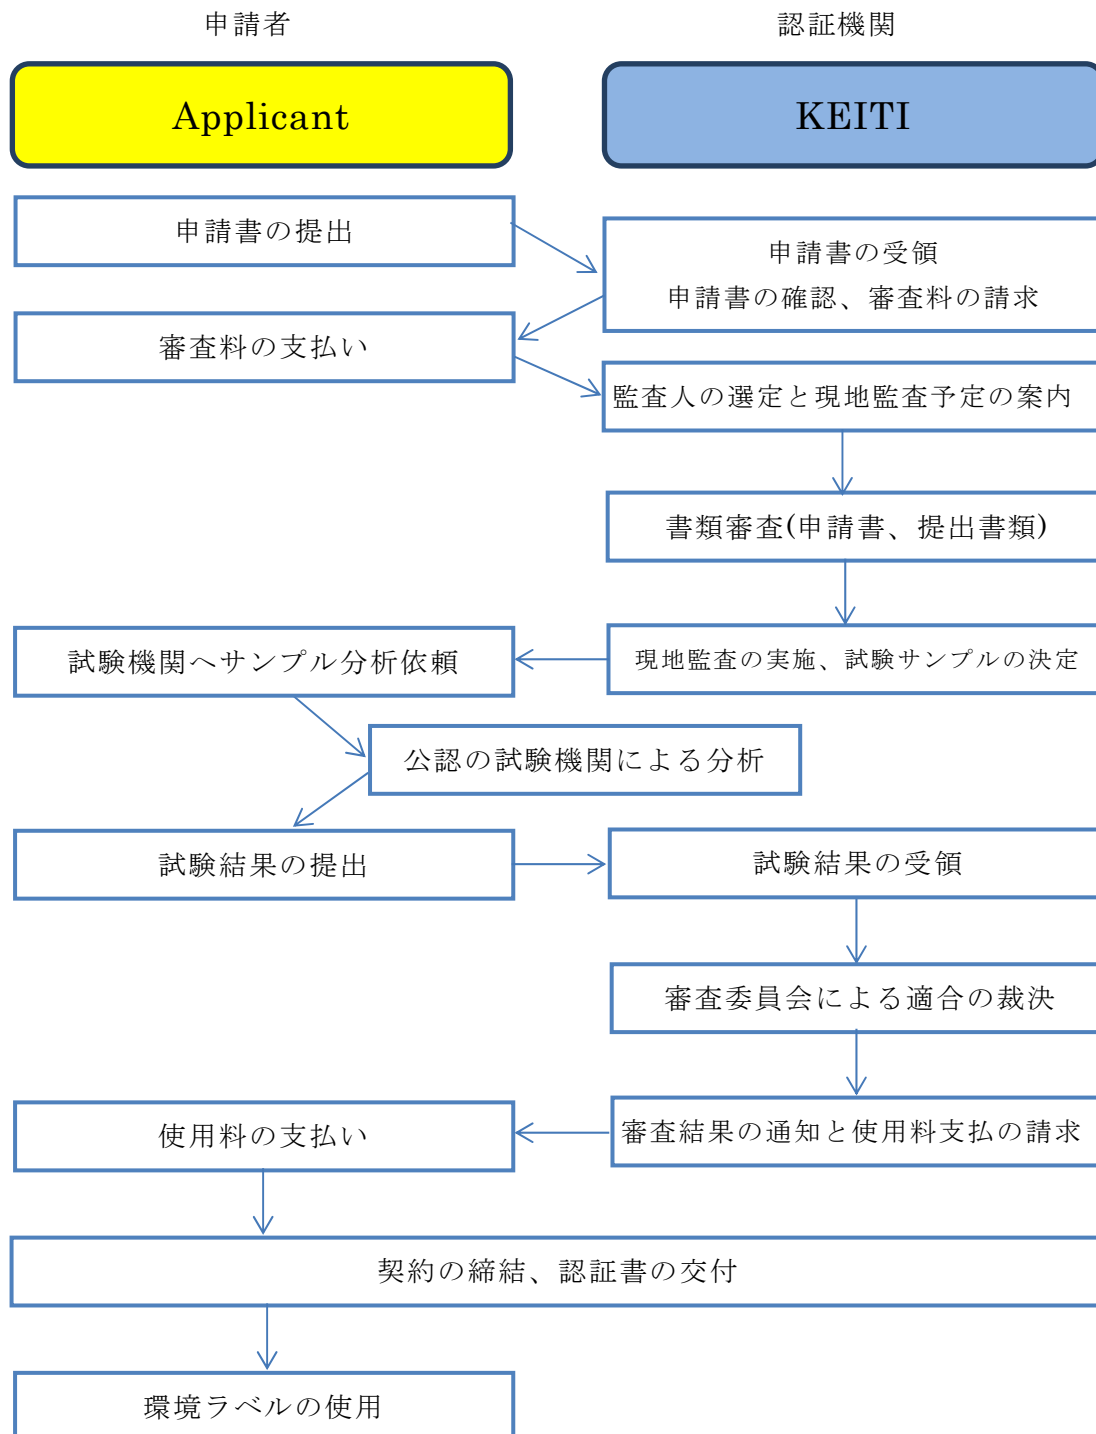 申請者
認証機関
Applicant
KEITI
申請書の提出
申請書の受領
申請書の確認、審査料の請求
審査料の支払い
監査人の選定と現地監査予定の案内
書類審査(申請書、提出書類)
現地監査の実施、試験サンプルの決定
試験機関へサンプル分析依頼
公認の試験機関による分析
試験結果の提出
試験結果の受領
審査委員会による適合の裁決
審査結果の通知と使用料支払の請求
使用料の支払い
契約の締結、認証書の交付
環境ラベルの使用